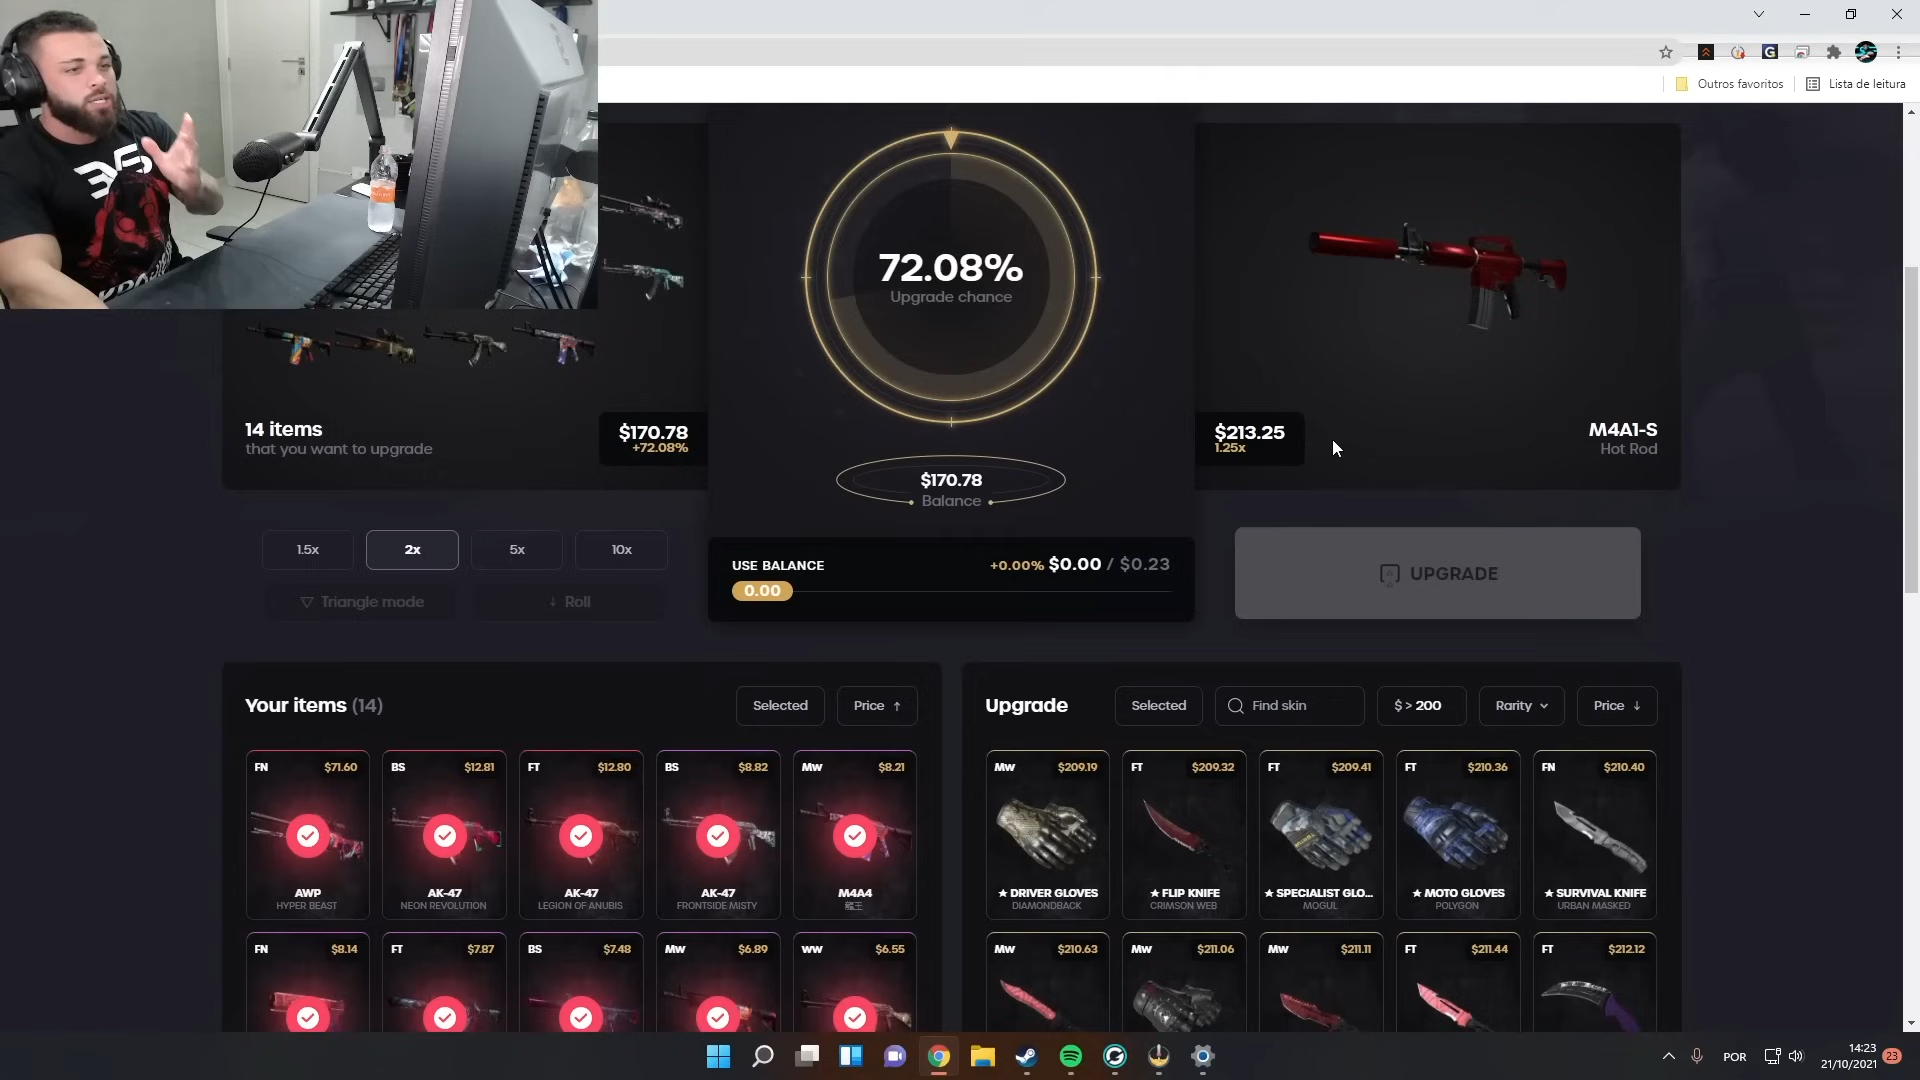 Outros favoritos
Lista de leitura
72.08%
Upgrade chance
14 items
that you want to upgrade
$170.78
+72.08%
$213.25
1.25x
M4A1-S
Hot Rod
$170.78
Balance
1.5x
2x
5x
10x
Triangle mode
Roll
USE BALANCE
+0.00% $0.00 / $0.23
0.00
UPGRADE
Your items (14)
Selected
Price ↑
Upgrade
Selected
Find skin
$ > 200
Rarity
Price ↓
FN $71.60
BS $12.81
FT $12.80
BS $8.82
MW $8.21
MW $209.19
FT $209.32
FT $209.41
FT $210.36
FN $210.40
AWP
HYPER BEAST
AK-47
NEON REVOLUTION
AK-47
LEGION OF ANUBIS
AK-47
FRONTSIDE MISTY
M4A4
龍王
★ DRIVER GLOVES
DIAMONDBACK
★ FLIP KNIFE
CRIMSON WEB
★ SPECIALIST GLO...
MOGUL
★ MOTO GLOVES
POLYGON
★ SURVIVAL KNIFE
URBAN MASKED
FN $8.14
FT $7.87
BS $7.48
MW $6.89
WW $6.55
MW $210.63
MW $211.06
MW $211.11
FT $211.44
FT $212.12
POR
14:23
21/10/2021
23